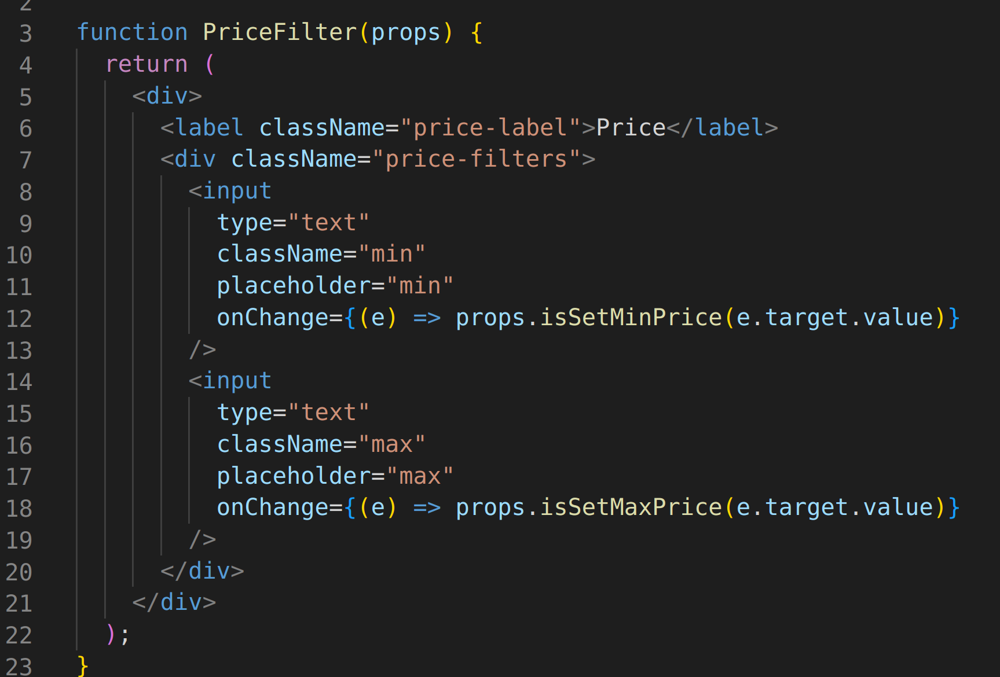 2
3 function PriceFilter(props) {
4 return (
5 <div>
6 <label className="price-label">Price</label>
7 <div className="price-filters">
8 <input
9 type="text"
10 className="min"
11 placeholder="min"
12 onChange={(e) => props.isSetMinPrice(e.target.value)}
13 />
14 <input
15 type="text"
16 className="max"
17 placeholder="max"
18 onChange={(e) => props.isSetMaxPrice(e.target.value)}
19 />
20 </div>
21 </div>
22 );
23 }